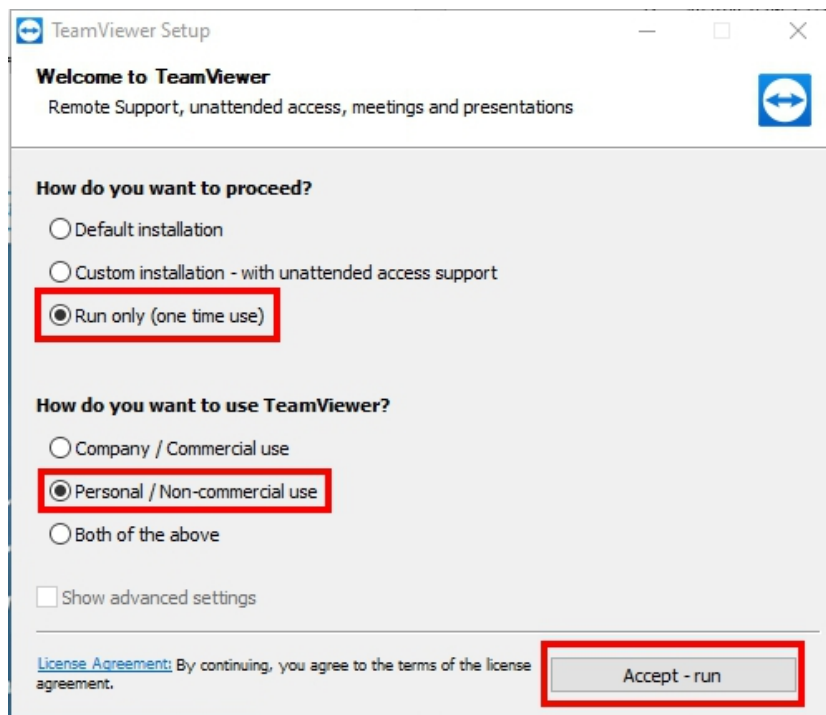 TeamViewer Setup
Welcome to TeamViewer
Remote Support, unattended access, meetings and presentations
How do you want to proceed?
Default installation
Custom installation - with unattended access support
Run only (one time use)
How do you want to use TeamViewer?
Company / Commercial use
Personal / Non-commercial use
Both of the above
Show advanced settings
License Agreement: By continuing, you agree to the terms of the license
agreement.
Accept - run